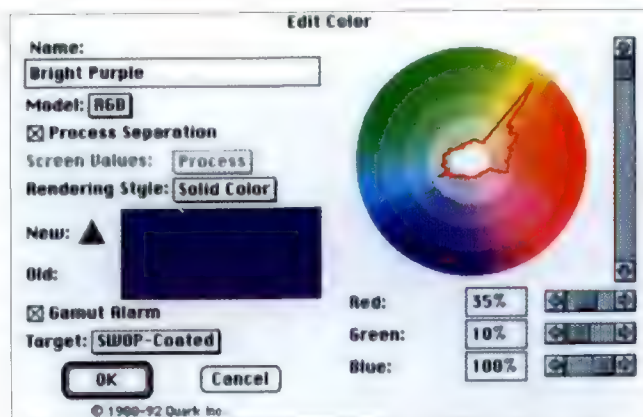 Edit Color
Name:
Bright Purple
Model: RGB
Process Separation
Screen Values: Process
Rendering Style: Solid Color
New:
Old:
Gamut Alarm
Target: SWOP-Coated
OK Cancel
© 1988-92 Quark Inc.
Red: 35%
Green: 10%
Blue: 100%